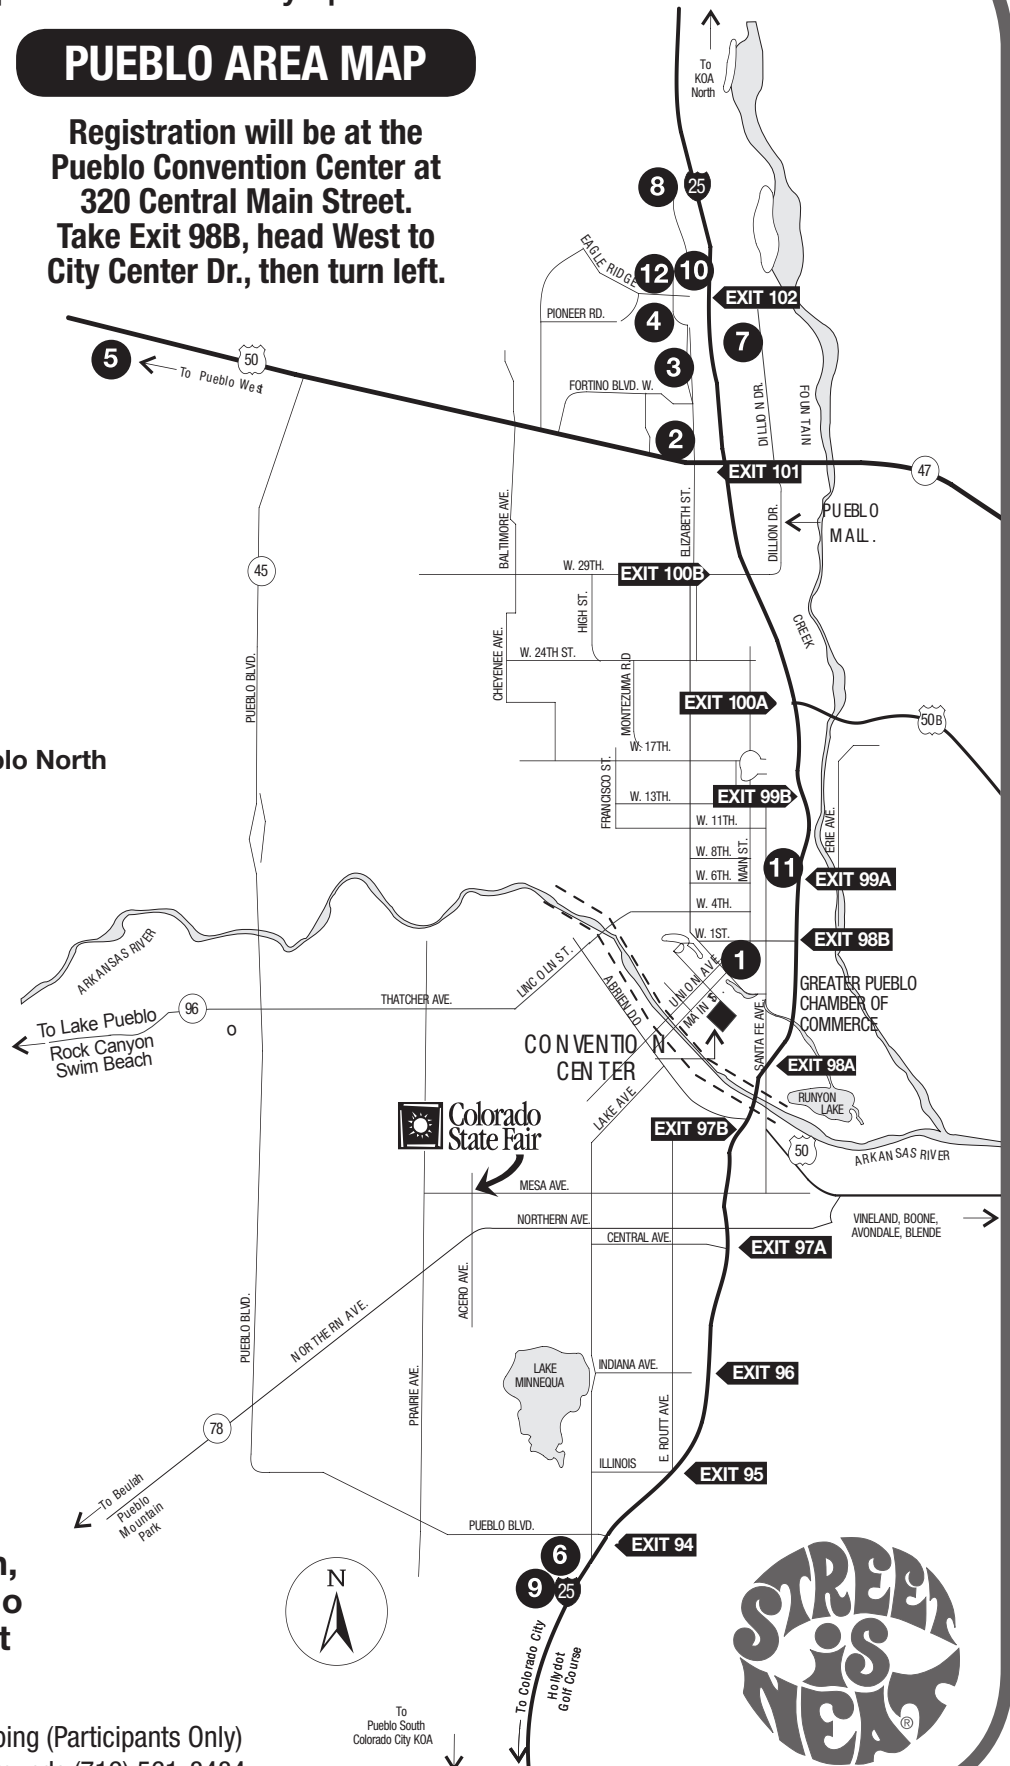 PUEBLO AREA MAP
Registration will be at the
Pueblo Convention Center at
320 Central Main Street.
Take Exit 98B, head West to
City Center Dr., then turn left.
To
KOA
North
8
25
EAGLE RIDGE
12
10
EXIT 102
PIONEER RD.
4
7
5
To Pueblo West
50
3
FORTINO BLVD. W.
DILLION DR.
FOUNTAIN
2
EXIT 101
47
BALTIMORE AVE.
ELIZABETH ST.
DILLION DR.
PUEBLO
MALL.
45
W. 29TH.
EXIT 100B
HIGH ST.
CREEK
CHEYENEE AVE.
W. 24TH ST.
PUEBLO BLVD.
MONTEZUMA R.D
EXIT 100A
50B
blo North
W. 17TH.
FRANCISCO ST.
W. 13TH.
EXIT 99B
W. 11TH.
ERIE AVE.
W. 8TH.
MAIN ST.
W. 6TH.
11
EXIT 99A
W. 4TH.
W. 1ST.
EXIT 98B
ARKANSAS RIVER
LINCOLN ST.
1
UNION AVE
ABRIENDO
MAIN S.
GREATER PUEBLO
CHAMBER OF
COMMERCE
96
THATCHER AVE.
To Lake Pueblo
Rock Canyon
Swim Beach
o
CONVENTION
CENTER
SANTA FE AVE.
EXIT 98A
LAKE AVE
RUNYON
LAKE
Colorado
State Fair
EXIT 97B
50
ARKANSAS RIVER
MESA AVE.
NORTHERN AVE.
VINELAND, BOONE,
AVONDALE, BLENDE
CENTRAL AVE.
EXIT 97A
ACERO AVE.
PUEBLO BLVD.
NORTHERN AVE.
LAKE
MINNEQUA
INDIANA AVE.
EXIT 96
PRAIRIE AVE.
E. ROUTT AVE.
78
ILLINOIS
EXIT 95
To Beulah
Pueblo
Mountain
Park
PUEBLO BLVD.
EXIT 94
6
9
25
N
To Colorado City
Hollydot
Golf Course
STREET
iS
NEAT
®
To
Pueblo South
Colorado City KOA
n,
o
t
ping (Participants Only)